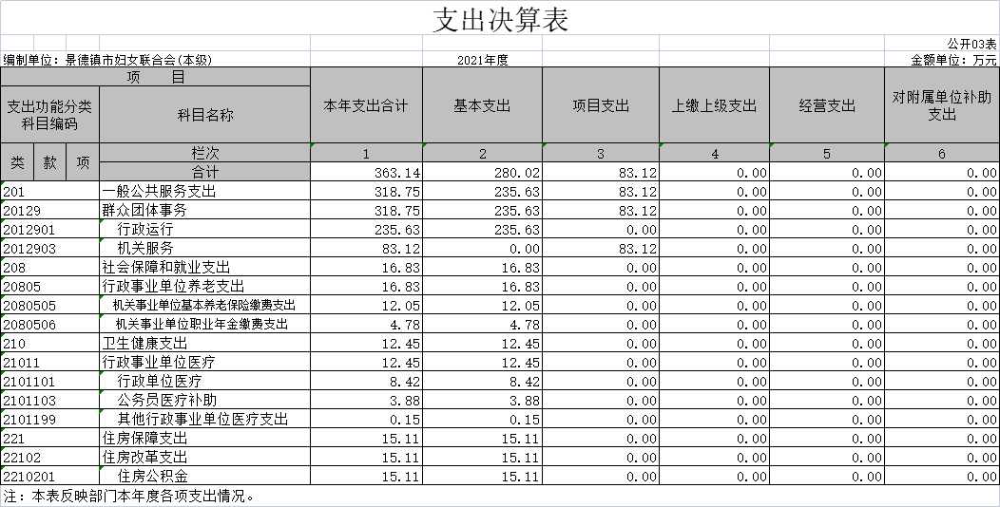 支出决算表
公开03表
编制单位：景德镇市妇女联合会(本级) 2021年度 金额单位：万元
项 目 本年支出合计 基本支出 项目支出 上缴上级支出 经营支出 对附属单位补助支出
支出功能分类科目编码 科目名称
类 款 项 栏次 1 2 3 4 5 6
合计 363.14 280.02 83.12 0.00 0.00 0.00
201 一般公共服务支出 318.75 235.63 83.12 0.00 0.00 0.00
20129 群众团体事务 318.75 235.63 83.12 0.00 0.00 0.00
2012901 行政运行 235.63 235.63 0.00 0.00 0.00 0.00
2012903 机关服务 83.12 0.00 83.12 0.00 0.00 0.00
208 社会保障和就业支出 16.83 16.83 0.00 0.00 0.00 0.00
20805 行政事业单位养老支出 16.83 16.83 0.00 0.00 0.00 0.00
2080505 机关事业单位基本养老保险缴费支出 12.05 12.05 0.00 0.00 0.00 0.00
2080506 机关事业单位职业年金缴费支出 4.78 4.78 0.00 0.00 0.00 0.00
210 卫生健康支出 12.45 12.45 0.00 0.00 0.00 0.00
21011 行政事业单位医疗 12.45 12.45 0.00 0.00 0.00 0.00
2101101 行政单位医疗 8.42 8.42 0.00 0.00 0.00 0.00
2101103 公务员医疗补助 3.88 3.88 0.00 0.00 0.00 0.00
2101199 其他行政事业单位医疗支出 0.15 0.15 0.00 0.00 0.00 0.00
221 住房保障支出 15.11 15.11 0.00 0.00 0.00 0.00
22102 住房改革支出 15.11 15.11 0.00 0.00 0.00 0.00
2210201 住房公积金 15.11 15.11 0.00 0.00 0.00 0.00
注：本表反映部门本年度各项支出情况。